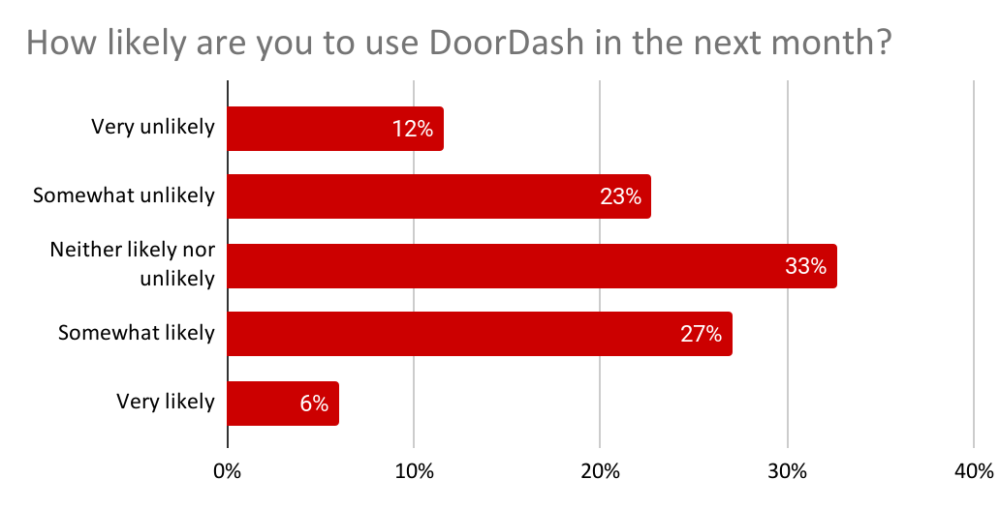 How likely are you to use DoorDash in the next month?
Very unlikely
12%
Somewhat unlikely
23%
Neither likely nor
unlikely
33%
Somewhat likely
27%
Very likely
6%
0%
10%
20%
30%
40%